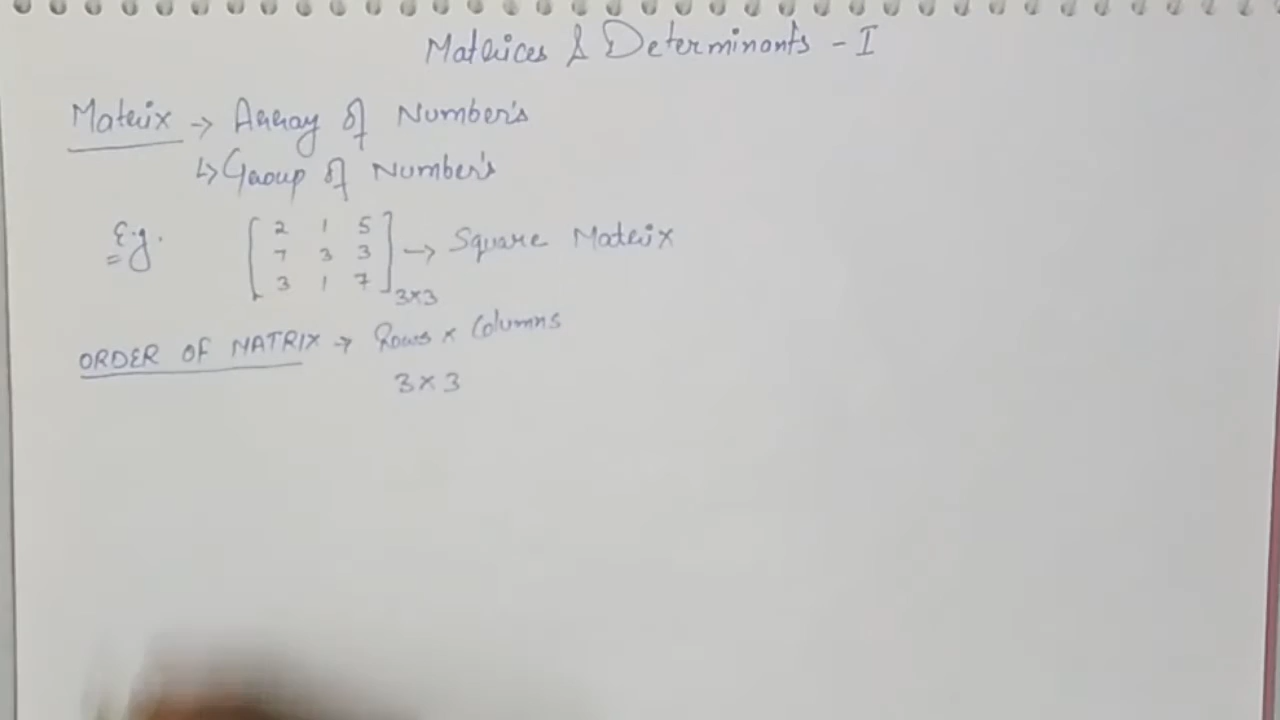 Matrices & Determinants - I
Matrix → Array of Number's
↳ Group of Number's
E.g. [ 2 1 5
7 3 3
3 1 7 ] 3×3 → Square Matrix
ORDER OF MATRIX → Rows × Columns
3 × 3